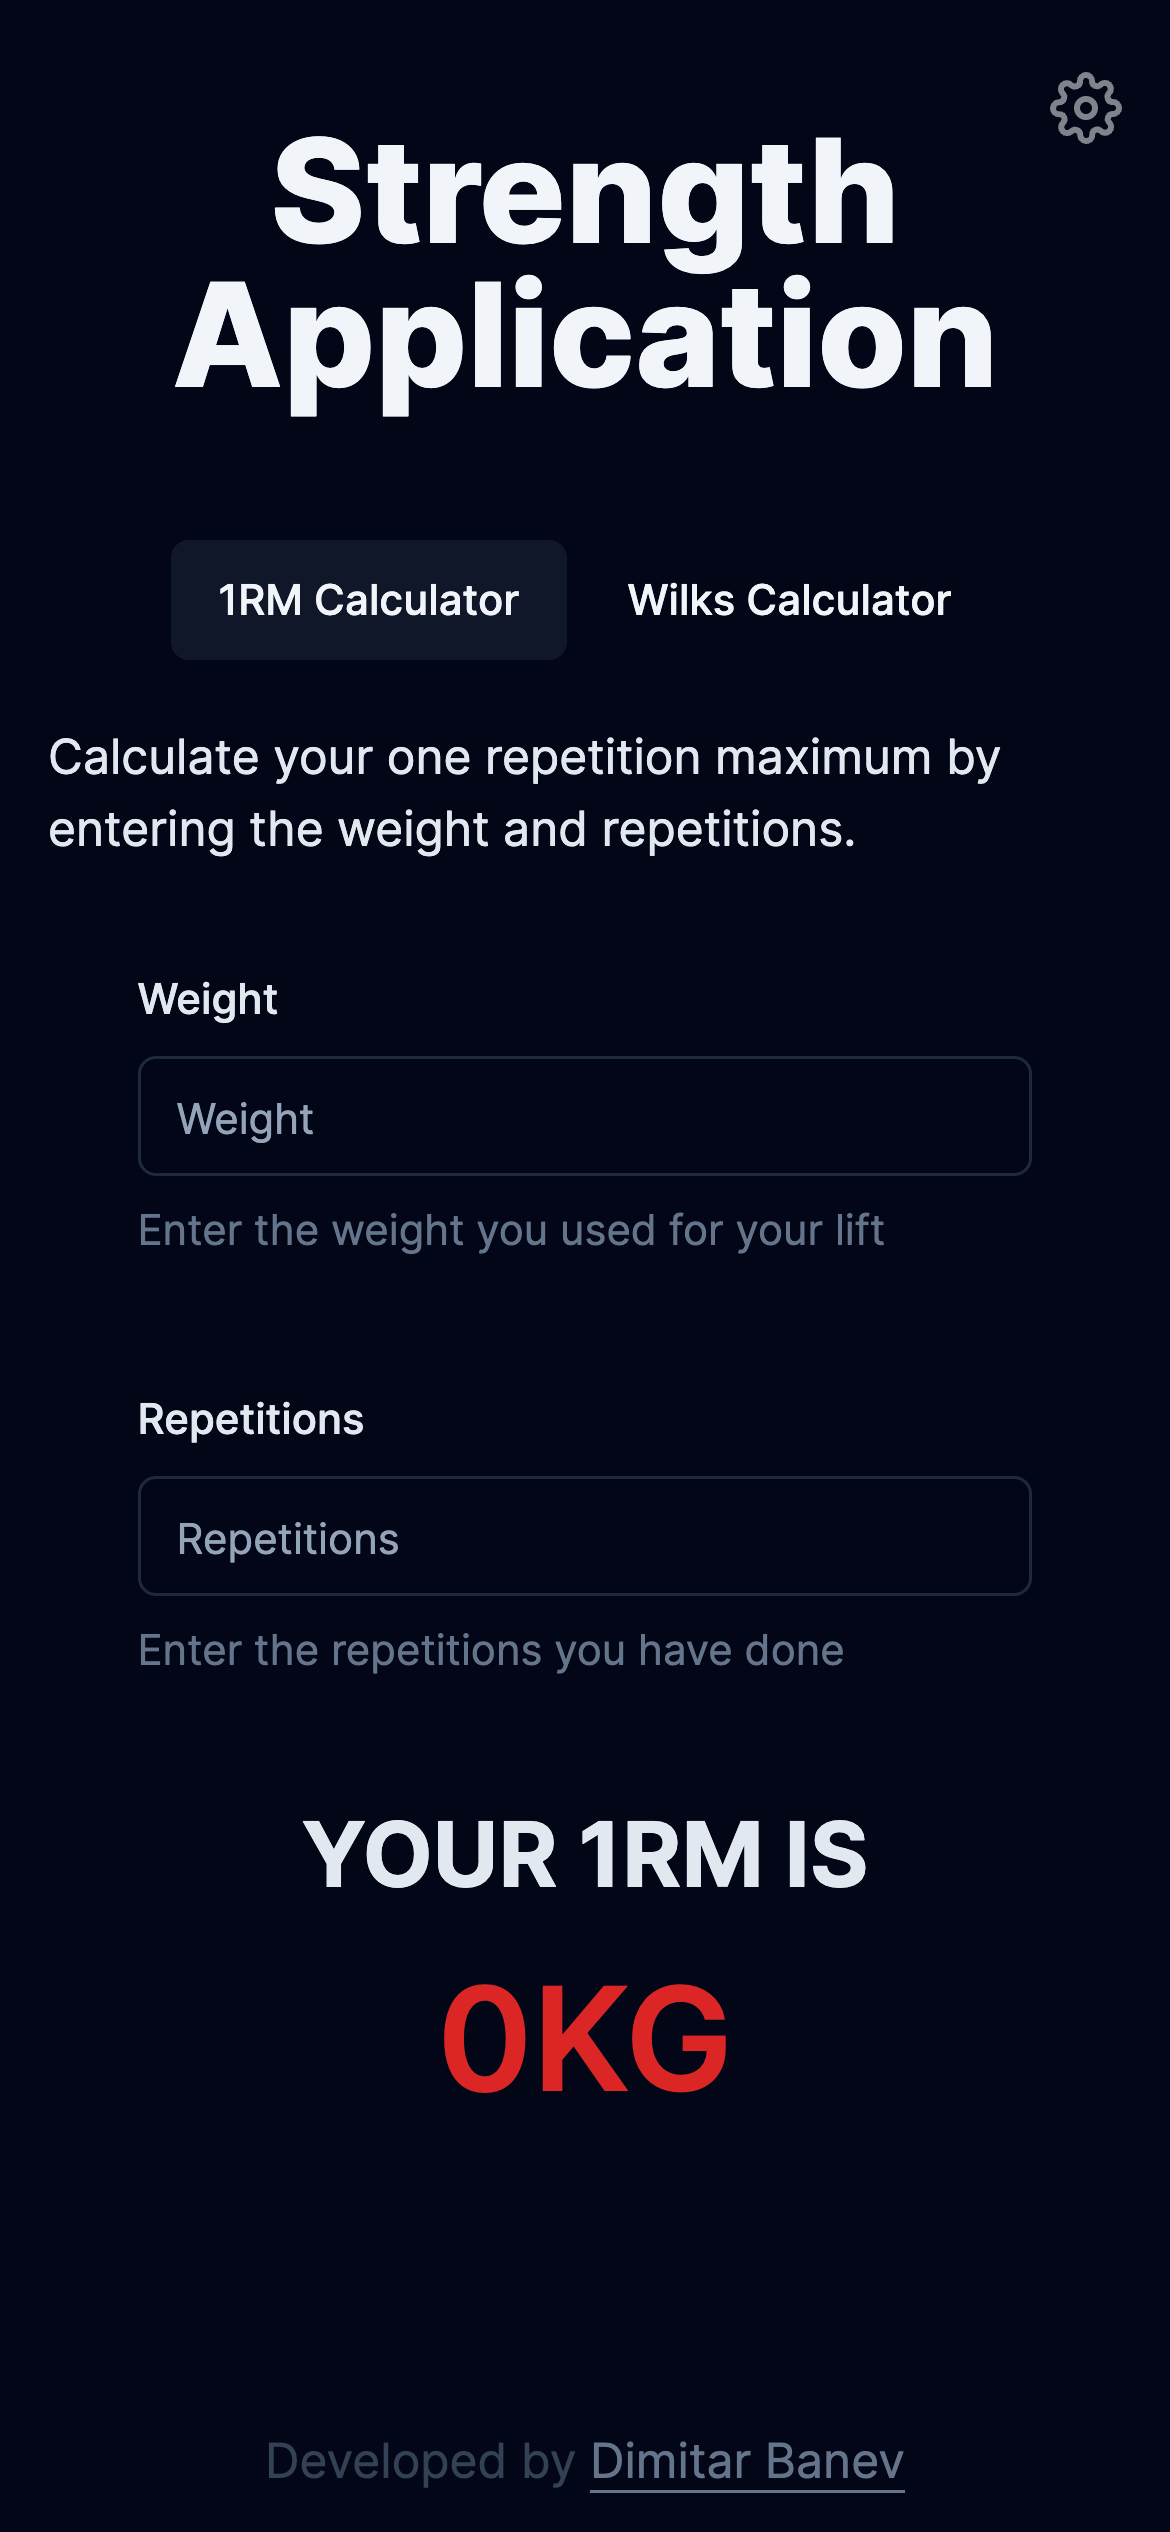 Strength
Application
1RM Calculator Wilks Calculator
Calculate your one repetition maximum by
entering the weight and repetitions.
Weight
Weight
Enter the weight you used for your lift
Repetitions
Repetitions
Enter the repetitions you have done
YOUR 1RM IS
0KG
Developed by Dimitar Banev